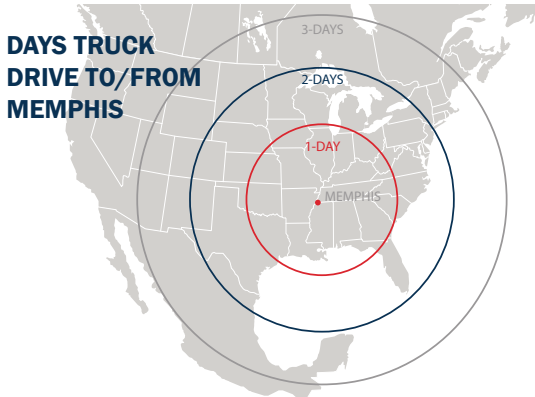 DAYS TRUCK
DRIVE TO/FROM
MEMPHIS
3-DAYS
2-DAYS
1-DAY
MEMPHIS